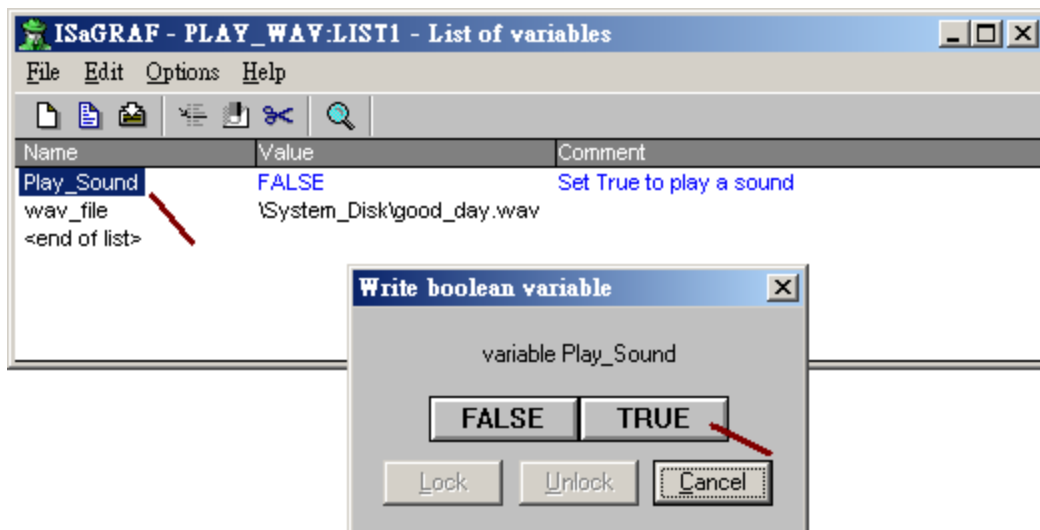 ISaGRAF - PLAY_WAV:LIST1 - List of variables
File Edit Options Help
Name Value Comment
Play_Sound FALSE Set True to play a sound
wav_file \System_Disk\good_day.wav
<end of list>
Write boolean variable
variable Play_Sound
FALSE TRUE
Lock Unlock Cancel